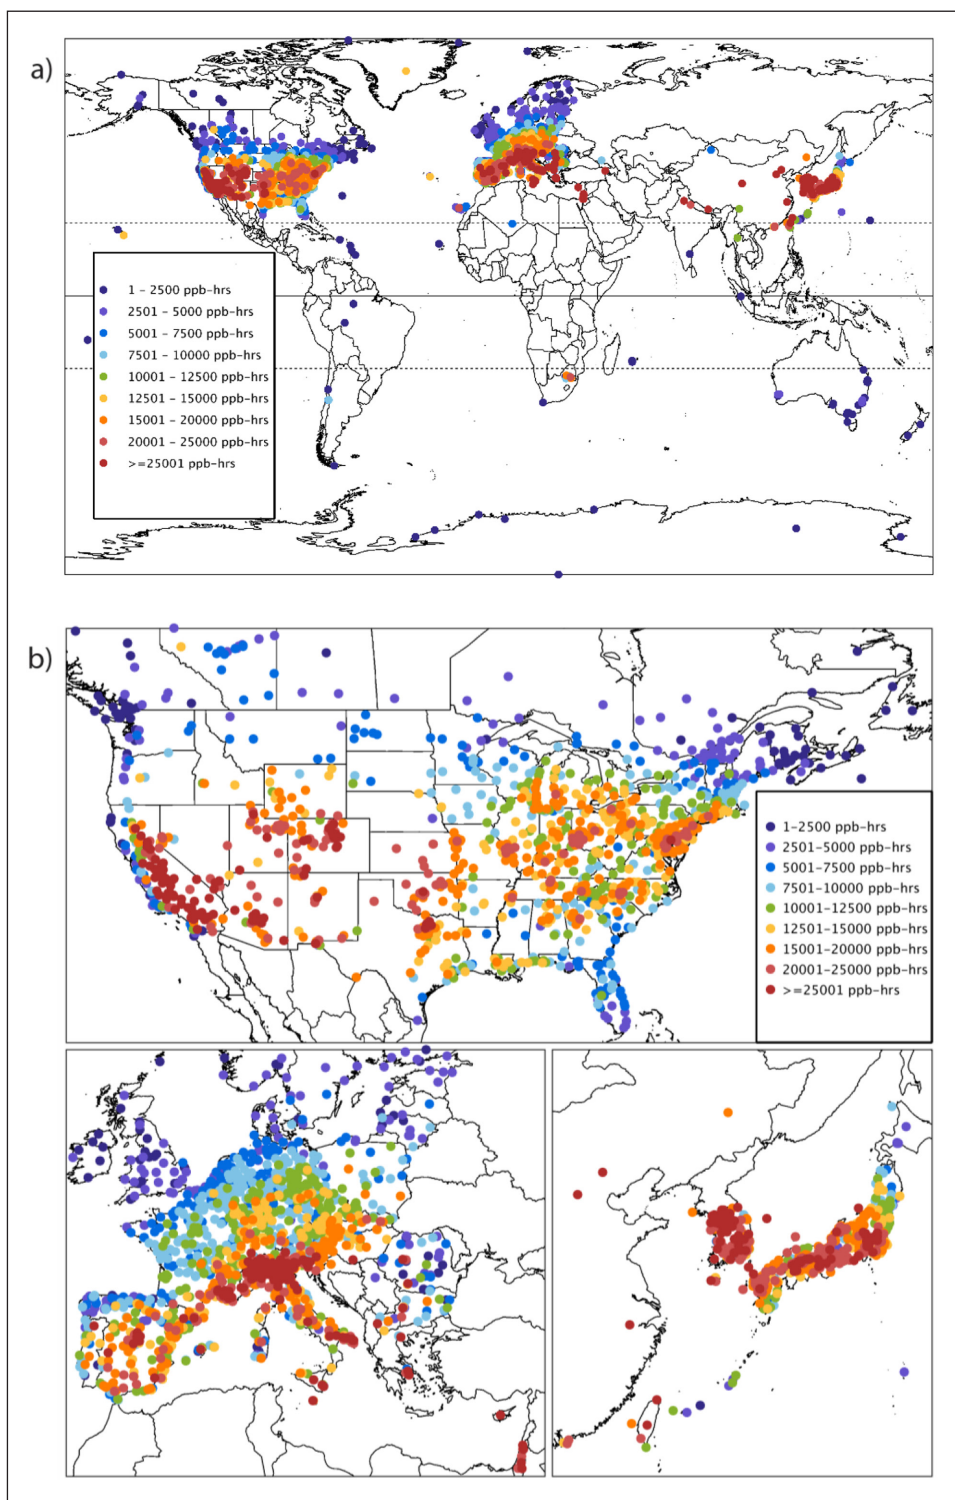 a)
1 – 2500 ppb–hrs
2501 – 5000 ppb–hrs
5001 – 7500 ppb–hrs
7501 – 10000 ppb–hrs
10001 – 12500 ppb–hrs
12501 – 15000 ppb–hrs
15001 – 20000 ppb–hrs
20001 – 25000 ppb–hrs
>=25001 ppb–hrs
b)
1–2500 ppb–hrs
2501–5000 ppb–hrs
5001–7500 ppb–hrs
7501–10000 ppb–hrs
10001–12500 ppb–hrs
12501–15000 ppb–hrs
15001–20000 ppb–hrs
20001–25000 ppb–hrs
>=25001 ppb–hrs